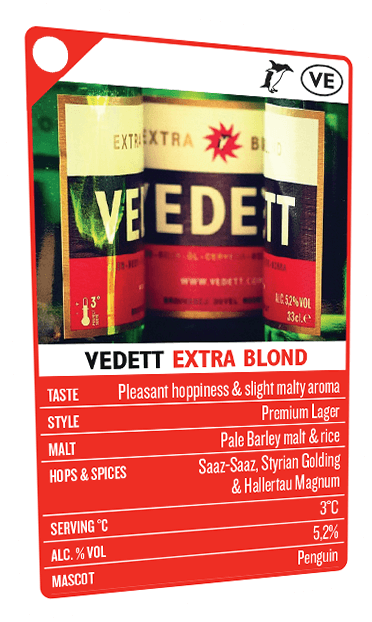 VE
EXTRA EXTRA BL D
VE VEDETT TT
WWW.VEDETT.COM
3°
ALC. 5,2% VOL
33cl. e
VEDETT EXTRA BLOND
TASTE Pleasant hoppiness & slight malty aroma
STYLE Premium Lager
MALT Pale Barley malt & rice
HOPS & SPICES Saaz-Saaz, Styrian Golding
& Hallertau Magnum
SERVING °C 3°C
ALC. % VOL 5,2%
MASCOT Penguin